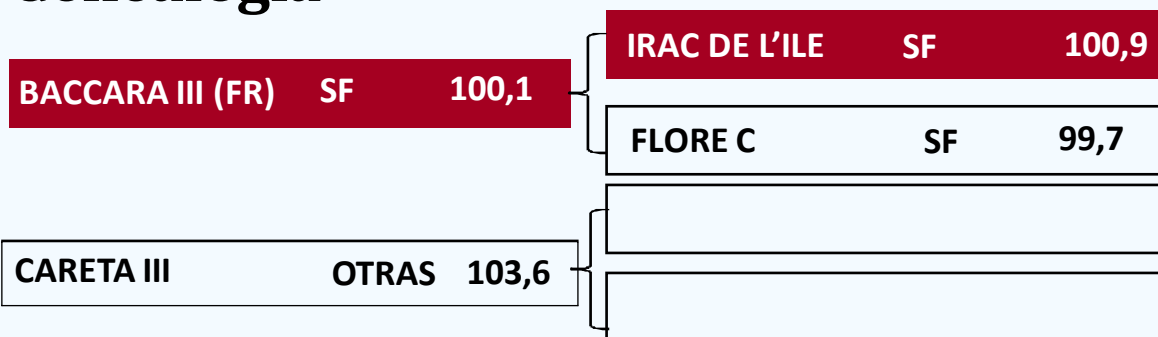 Genealogía
IRAC DE L’ILE SF 100,9
BACCARA III (FR) SF 100,1
FLORE C SF 99,7
CARETA III OTRAS 103,6